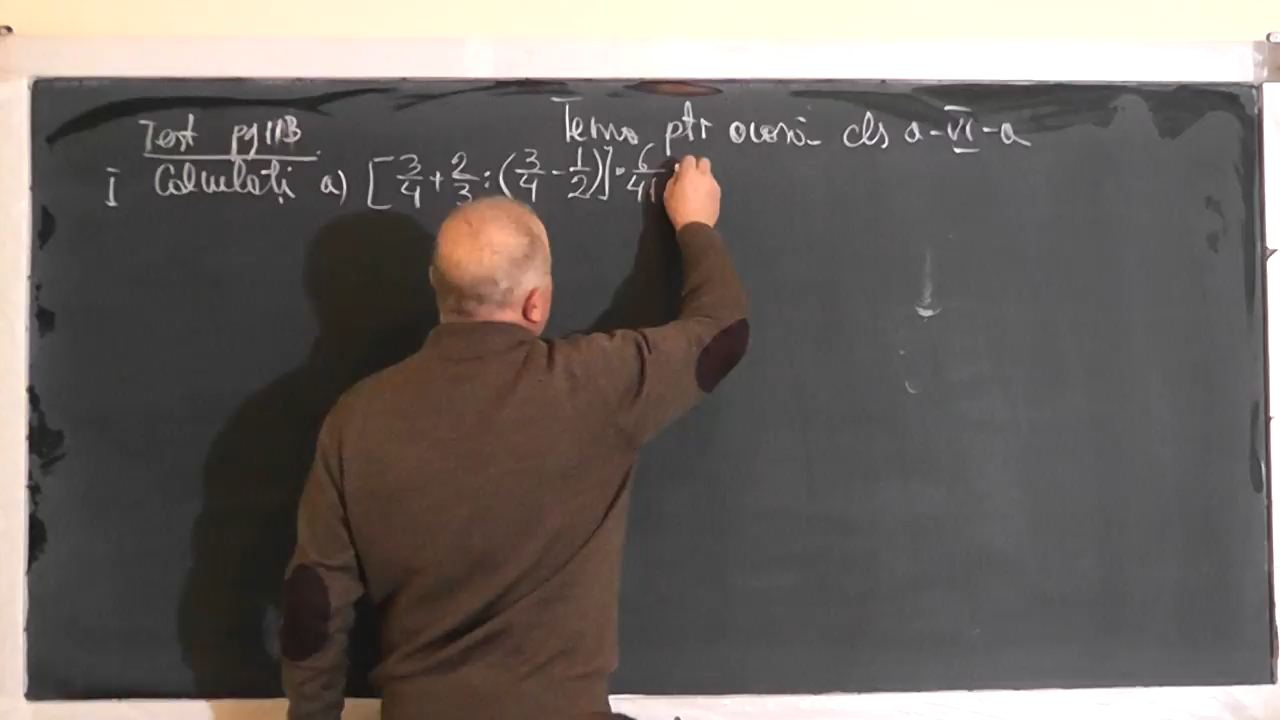 Test pg 113 Tema ptr acasă cls a-VI-a
I Calculați a) [3/4 + 2/3 : (3/4 - 1/2)] · 6/41